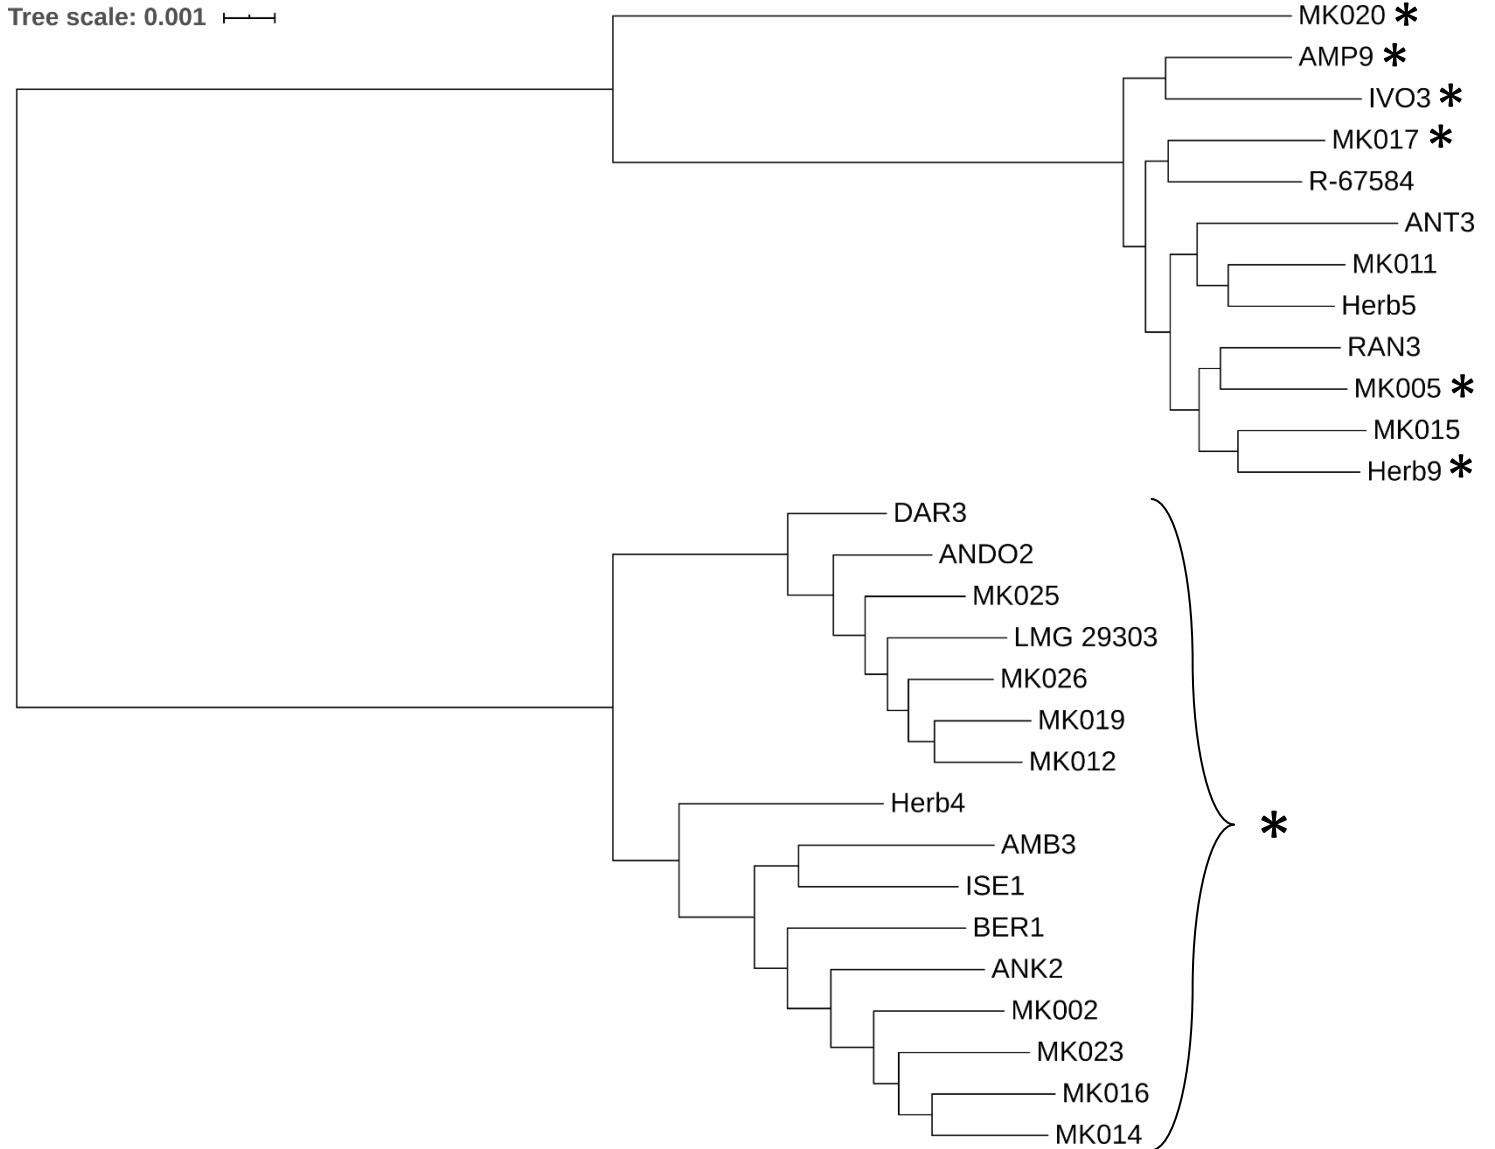 Tree scale: 0.001
MK020 *
AMP9 *
IVO3 *
MK017 *
R-67584
ANT3
MK011
Herb5
RAN3
MK005 *
MK015
Herb9 *
DAR3
ANDO2
MK025
LMG 29303
MK026
MK019
MK012
Herb4
*
AMB3
ISE1
BER1
ANK2
MK002
MK023
MK016
MK014